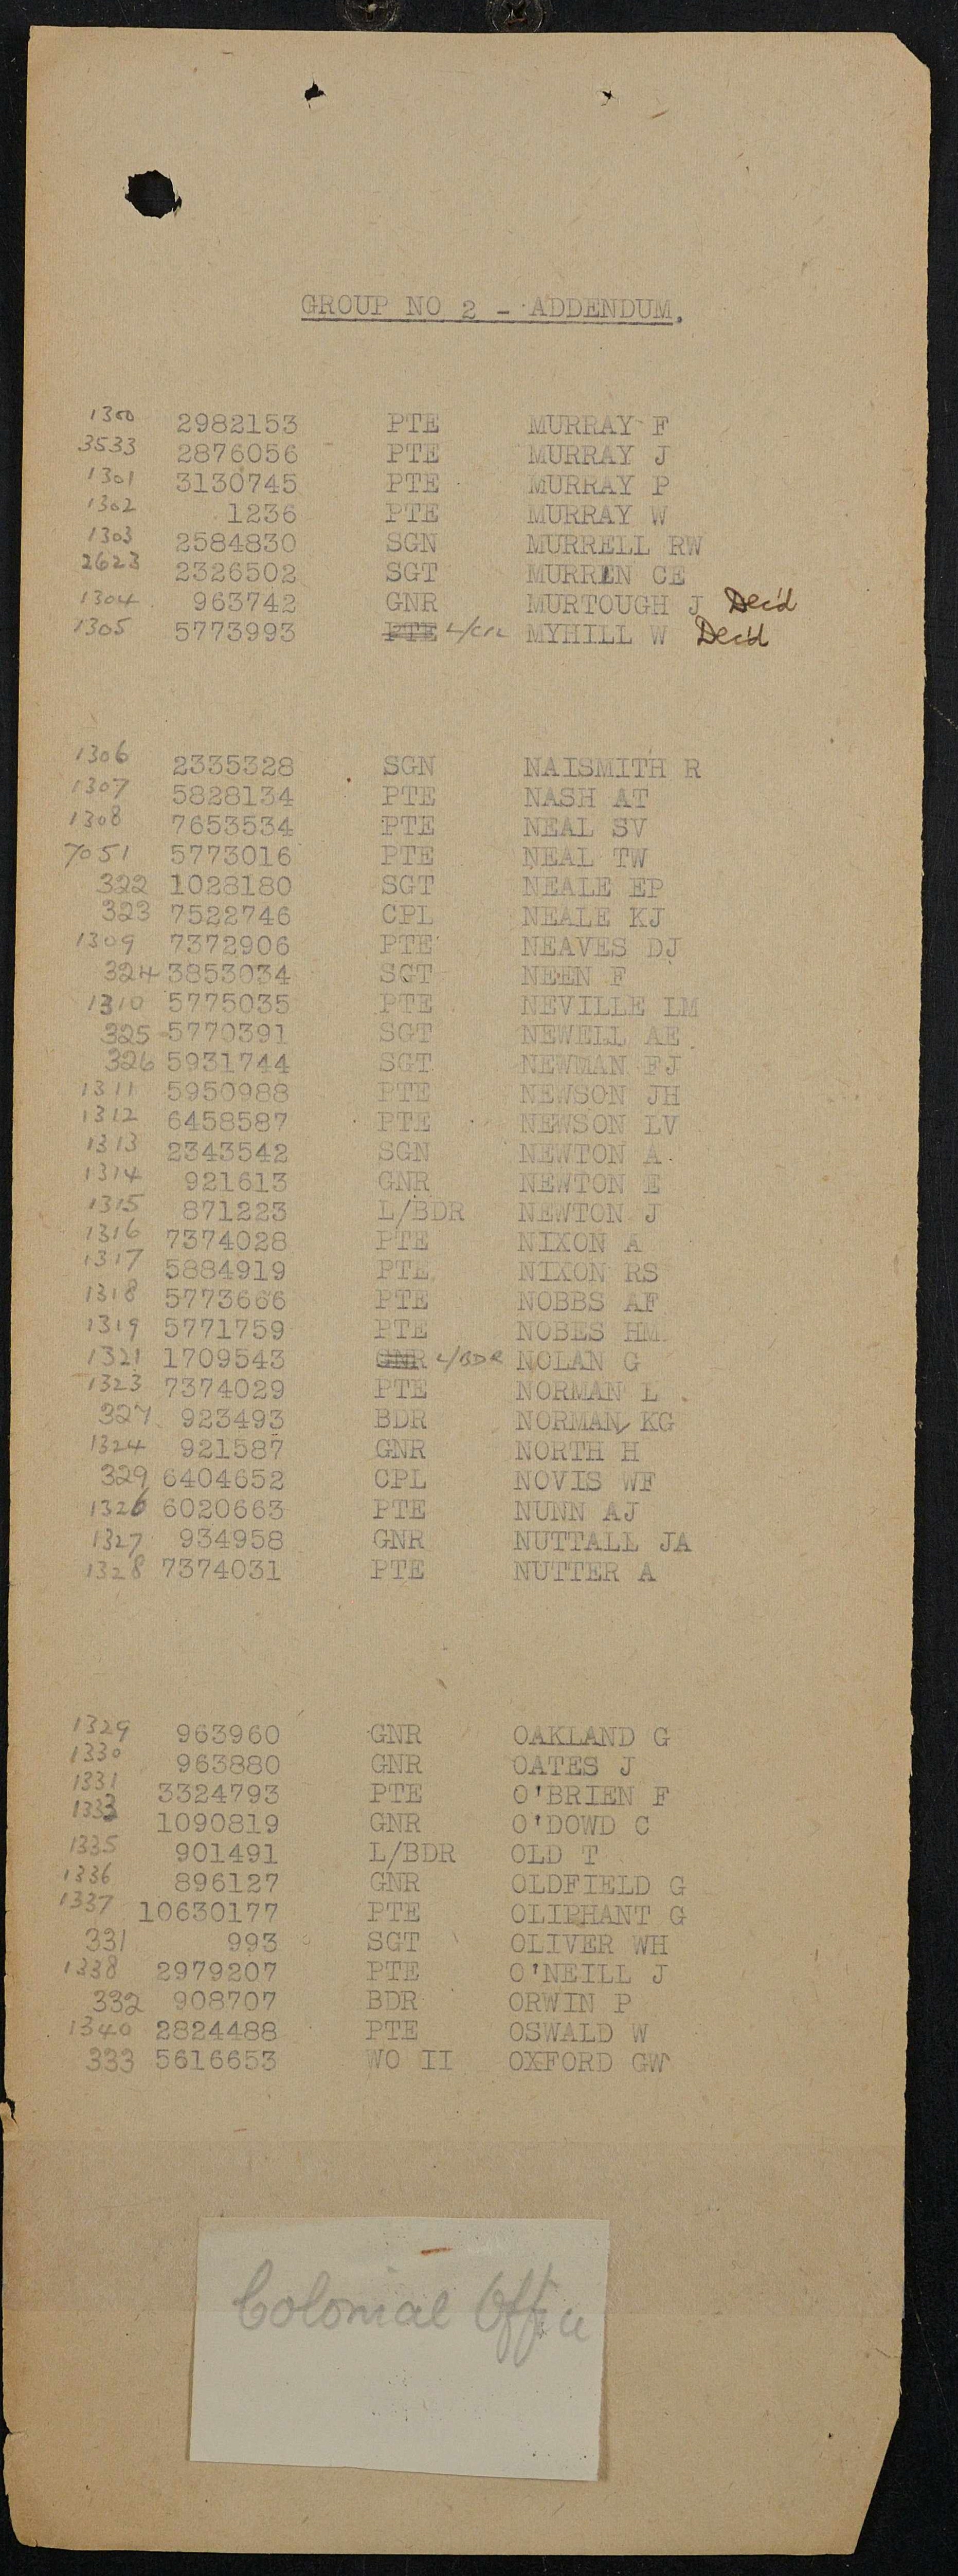 GROUP NO 2 - ADDENDUM.
1300 2982153 PTE MURRAY F
3533 2876056 PTE MURRAY J
1301 3130745 PTE MURRAY P
1302 1236 PTE MURRAY W
1303 2584830 SGN MURRELL RW
2623 2326502 SGT MURREN CE
1304 963742 GNR MURTOUGH J Dec'd
1305 5773993 PTE L/CPL MYHILL W Dec'd
1306 2335328 SGN NAISMITH R
1307 5828134 PTE NASH AT
1308 7653534 PTE NEAL SV
7051 5773016 PTE NEAL TW
322 1028180 SGT NEALE EP
323 7522746 CPL NEALE KJ
1309 7372906 PTE NEAVES DJ
324 3853034 SGT NEEN F
1310 5775035 PTE NEVILLE LM
325 5770391 SGT NEWELL AE
326 5931744 SGT NEWMAN FJ
1311 5950988 PTE NEWSON JH
1312 6458587 PTE NEWSON LV
1313 2343542 SGN NEWTON A
1314 921613 GNR NEWTON E
1315 871223 L/BDR NEWTON J
1316 7374028 PTE NIXON A
1317 5884919 PTE NIXON RS
1318 5773666 PTE NOBBS AF
1319 5771759 PTE NOBES HM
1321 1709543 GNR L/BDR NOLAN G
1323 7374029 PTE NORMAN L
327 923493 BDR NORMAN KG
1324 921587 GNR NORTH H
329 6404652 CPL NOVIS WF
1326 6020663 PTE NUNN AJ
1327 934958 GNR NUTTALL JA
1328 7374031 PTE NUTTER A
1329 963960 GNR OAKLAND G
1330 963880 GNR OATES J
1331 3324793 PTE O'BRIEN F
1333 1090819 GNR O'DOWD C
1335 901491 L/BDR OLD T
1336 896127 GNR OLDFIELD G
1337 10630177 PTE OLIPHANT G
331 993 SGT OLIVER WH
1338 2979207 PTE O'NEILL J
332 908707 BDR ORWIN P
1340 2824488 PTE OSWALD W
333 5616653 WO II OXFORD GW
Colonial Office